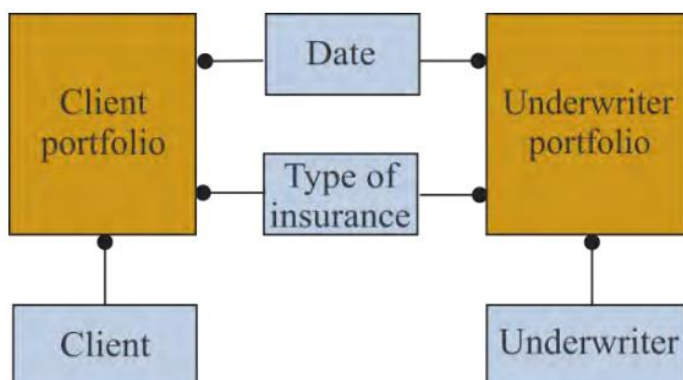 Date
Client
portfolio
Underwriter
portfolio
Type of
insurance
Client
Underwriter